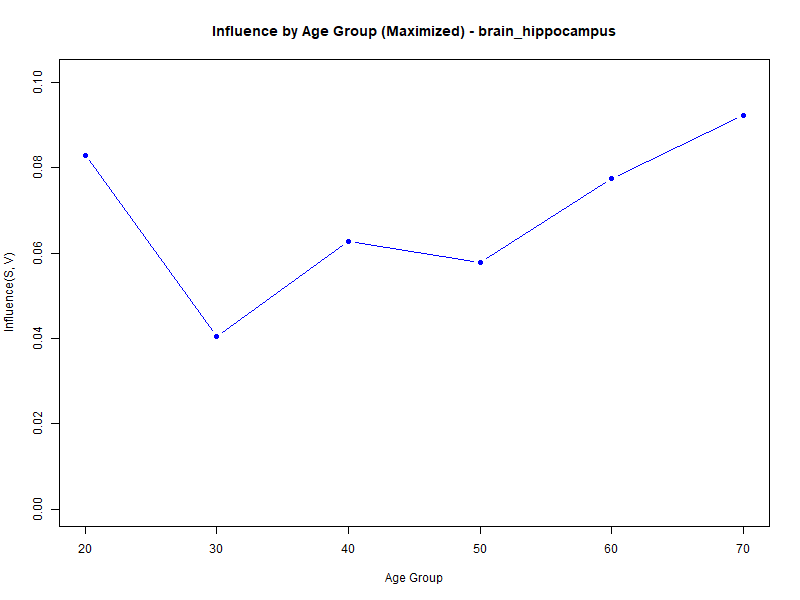 Influence by Age Group (Maximized) - brain_hippocampus
Influence(S, V)
0.10
0.08
0.06
0.04
0.02
0.00
20 30 40 50 60 70
Age Group